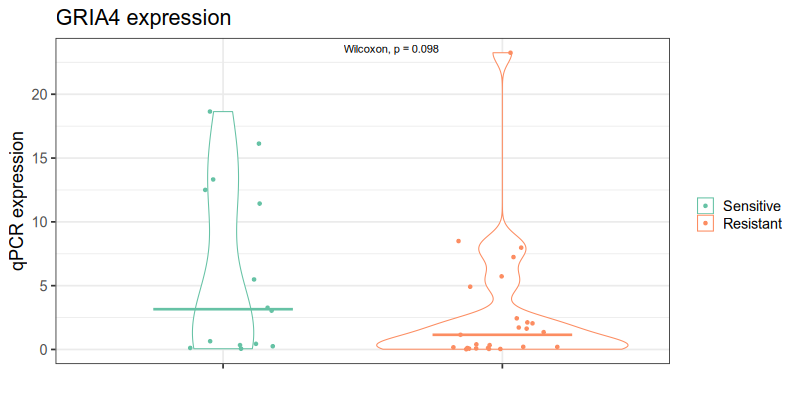 GRIA4 expression
Wilcoxon, p = 0.098
qPCR expression
20
15
10
5
0
Sensitive
Resistant